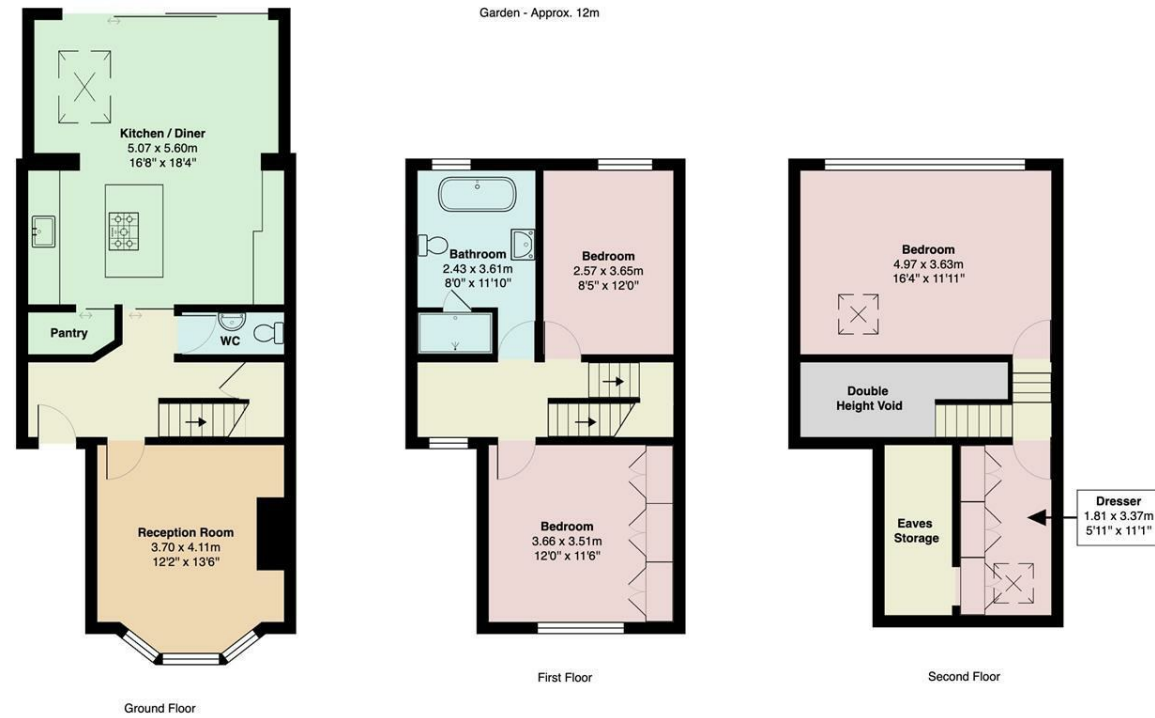 Garden - Approx. 12m
Kitchen / Diner
5.07 x 5.60m
16'8" x 18'4"
Pantry
WC
Reception Room
3.70 x 4.11m
12'2" x 13'6"
Ground Floor
Bathroom
2.43 x 3.61m
8'0" x 11'10"
Bedroom
2.57 x 3.65m
8'5" x 12'0"
Bedroom
3.66 x 3.51m
12'0" x 11'6"
First Floor
Bedroom
4.97 x 3.63m
16'4" x 11'11"
Double
Height Void
Eaves
Storage
Dresser
1.81 x 3.37m
5'11" x 11'1"
Second Floor